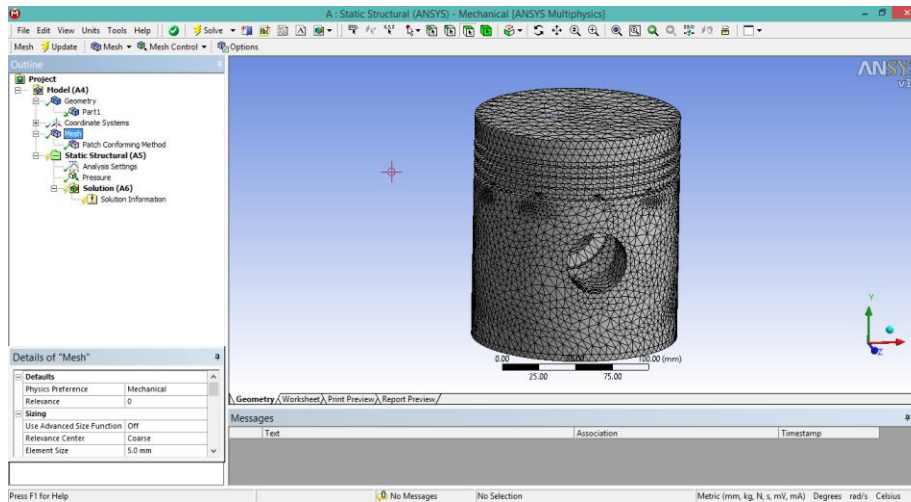 A : Static Structural (ANSYS) - Mechanical [ANSYS Multiphysics]
File Edit View Units Tools Help Solve
Mesh Update Mesh Mesh Control Options
Outline
Project
Model (A4)
Geometry
Part1
Coordinate Systems
Mesh
Patch Conforming Method
Static Structural (A5)
Analysis Settings
Pressure
Solution (A6)
Solution Information
ANSYS
Y
Z
0.00 100.00 (mm)
25.00 75.00
Details of "Mesh"
Defaults
Physics Preference Mechanical
Relevance 0
Sizing
Use Advanced Size Function Off
Relevance Center Coarse
Element Size 5.0 mm
Geometry Worksheet Print Preview Report Preview
Messages
Text Association Timestamp
Press F1 for Help No Messages No Selection Metric (mm, kg, N, s, mV, mA) Degrees rad/s Celsius